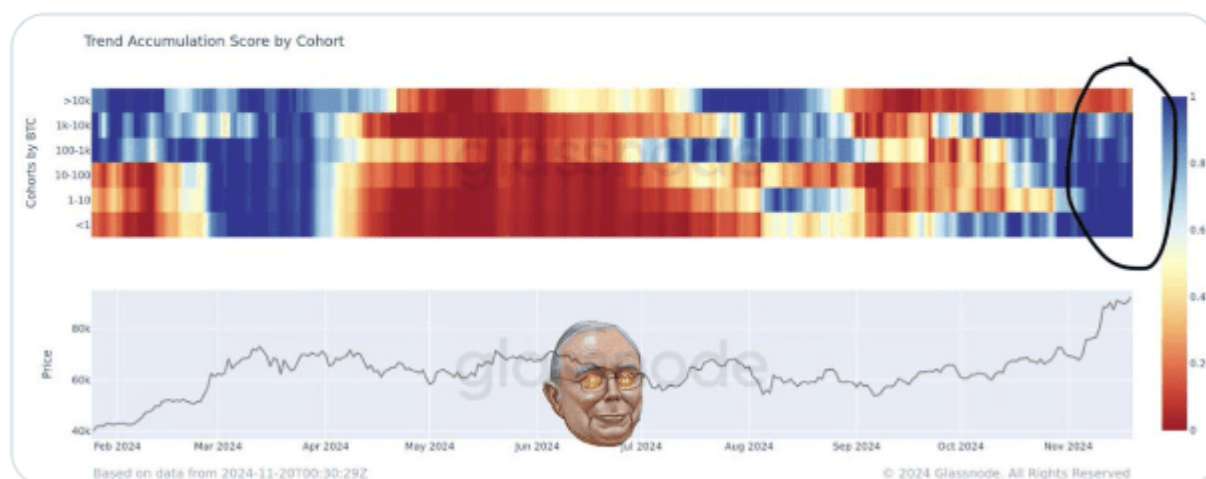 Trend Accumulation Score by Cohort
Cohorts by BTC
>10k
1k-10k
100-1k
10-100
1-10
<1
glassnode
1
0.8
0.6
0.4
0.2
0
Price
80k
60k
40k
glassnode
Feb 2024 Mar 2024 Apr 2024 May 2024 Jun 2024 Jul 2024 Aug 2024 Sep 2024 Oct 2024 Nov 2024
Based on data from 2024-11-20T00:30:29Z
© 2024 Glassnode. All Rights Reserved